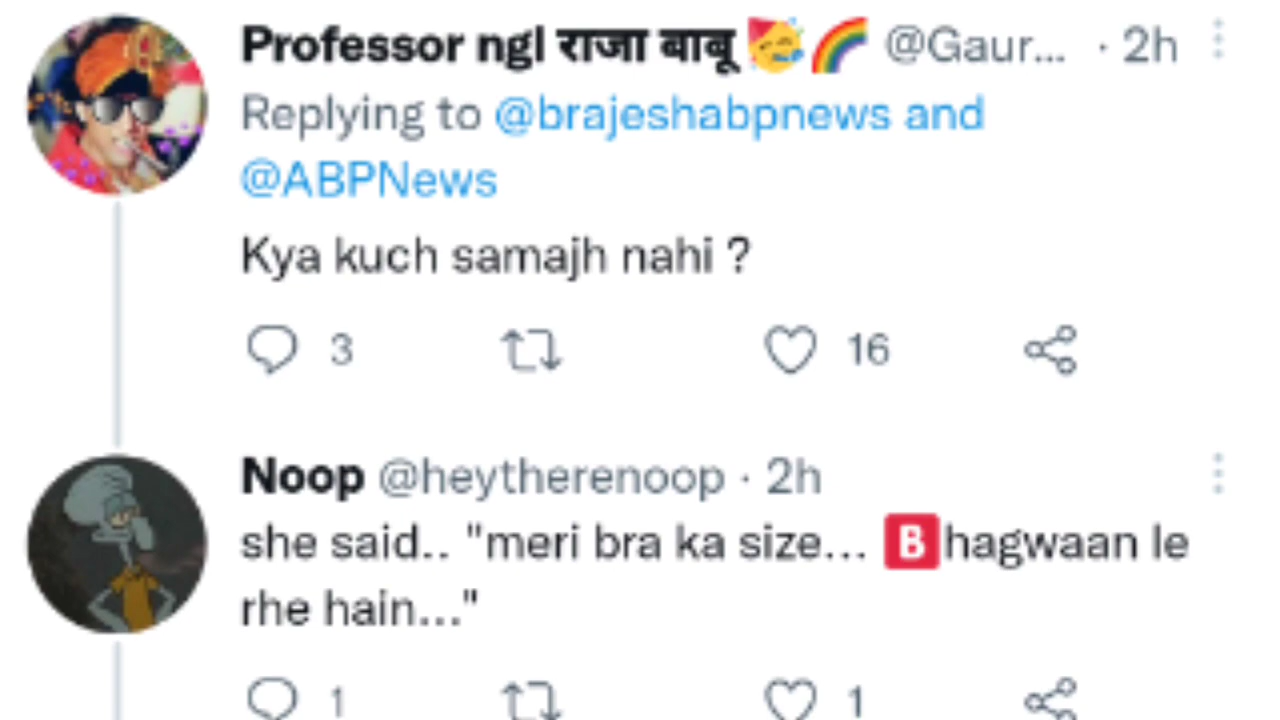 Professor ngl राजा बाबू 🥳🌈 @Gaur... · 2h
Replying to @brajeshabpnews and
@ABPNews
Kya kuch samajh nahi ?
3 16
Noop @heytherenoop · 2h
she said.. "meri bra ka size... 🅱hagwaan le
rhe hain..."
1 1